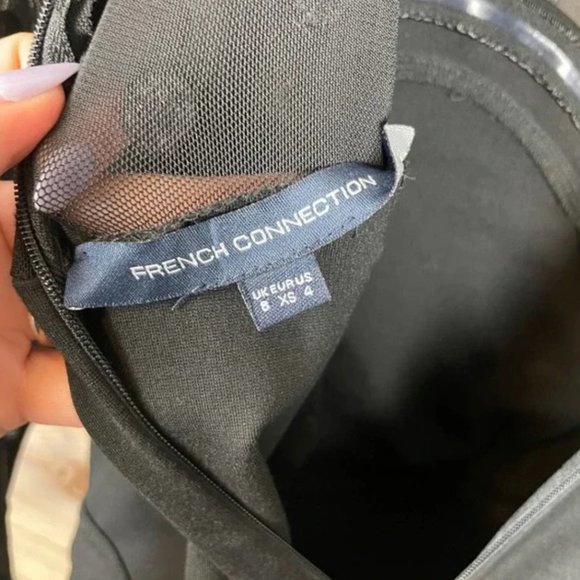 FRENCH CONNECTION
UK EUR US
8 XS 4